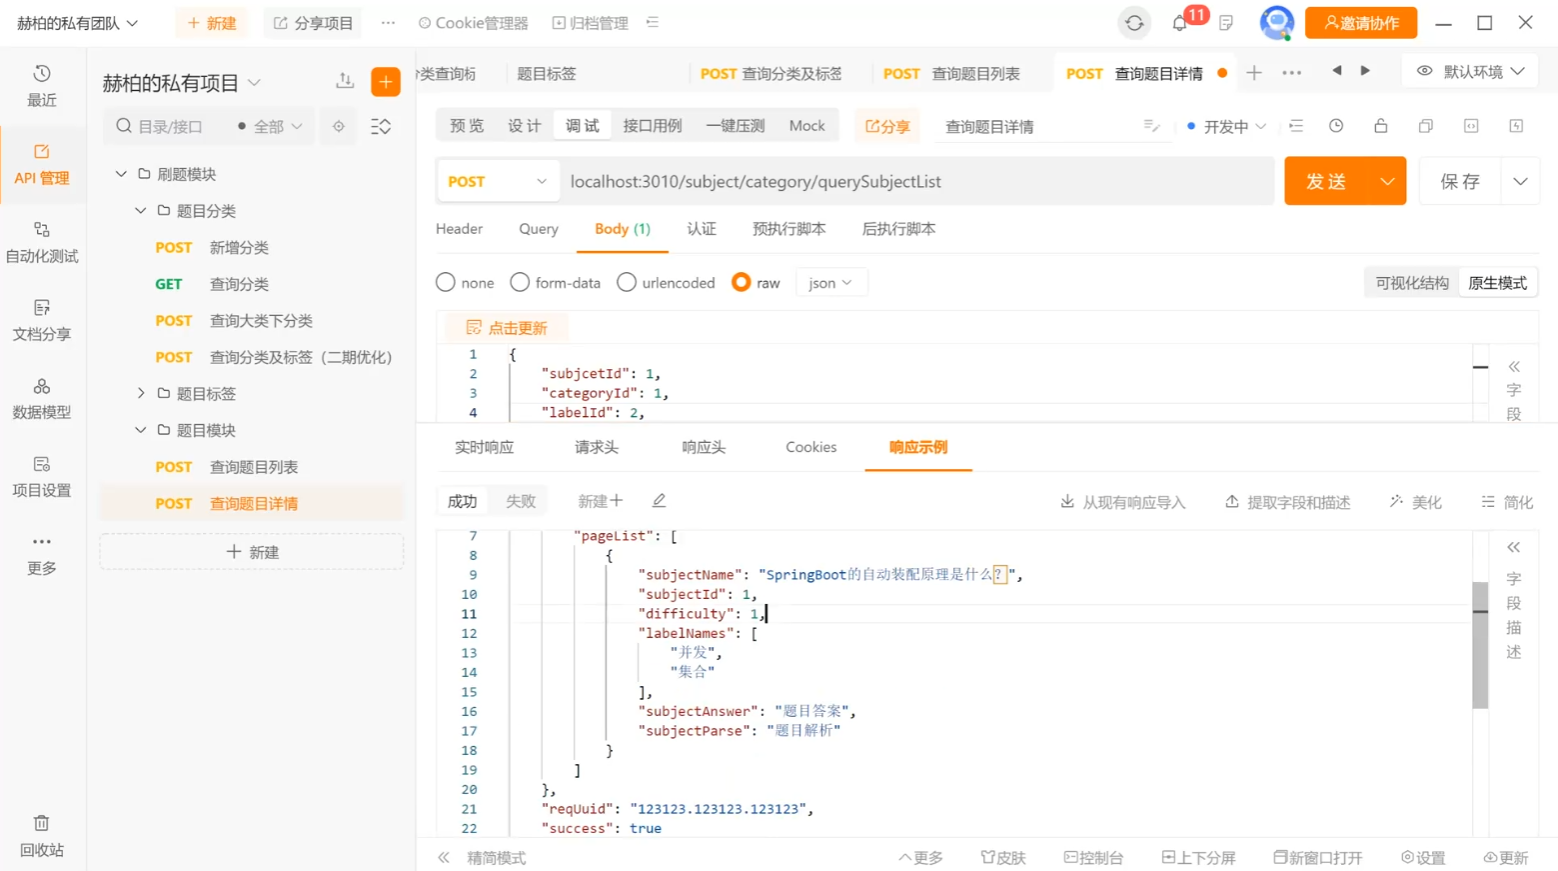 赫柏的私有团队
新建
分享项目
Cookie管理器
归档管理
11
邀请协作
最近
API 管理
自动化测试
文档分享
数据模型
项目设置
更多
回收站
赫柏的私有项目
目录/接口
全部
刷题模块
题目分类
POST 新增分类
GET 查询分类
POST 查询大类下分类
POST 查询分类及标签（二期优化）
题目标签
题目模块
POST 查询题目列表
POST 查询题目详情
新建
类查询标
题目标签
POST 查询分类及标签
POST 查询题目列表
POST 查询题目详情
默认环境
预览
设计
调试
接口用例
一键压测
Mock
分享
查询题目详情
开发中
POST
localhost:3010/subject/category/querySubjectList
发送
保存
Header
Query
Body (1)
认证
预执行脚本
后执行脚本
none
form-data
urlencoded
raw
json
可视化结构
原生模式
点击更新
1 {
2 "subjcetId": 1,
3 "categoryId": 1,
4 "labelId": 2,
字
段
实时响应
请求头
响应头
Cookies
响应示例
成功
失败
新建
从现有响应导入
提取字段和描述
美化
简化
7 "pageList": [
8 {
9 "subjectName": "SpringBoot的自动装配原理是什么？",
10 "subjectId": 1,
11 "difficulty": 1,
12 "labelNames": [
13 "并发",
14 "集合"
15 ],
16 "subjectAnswer": "题目答案",
17 "subjectParse": "题目解析"
18 }
19 ]
20 },
21 "reqUuid": "123123.123123.123123",
22 "success": true
字
段
描
述
精简模式
更多
皮肤
控制台
上下分屏
新窗口打开
设置
更新